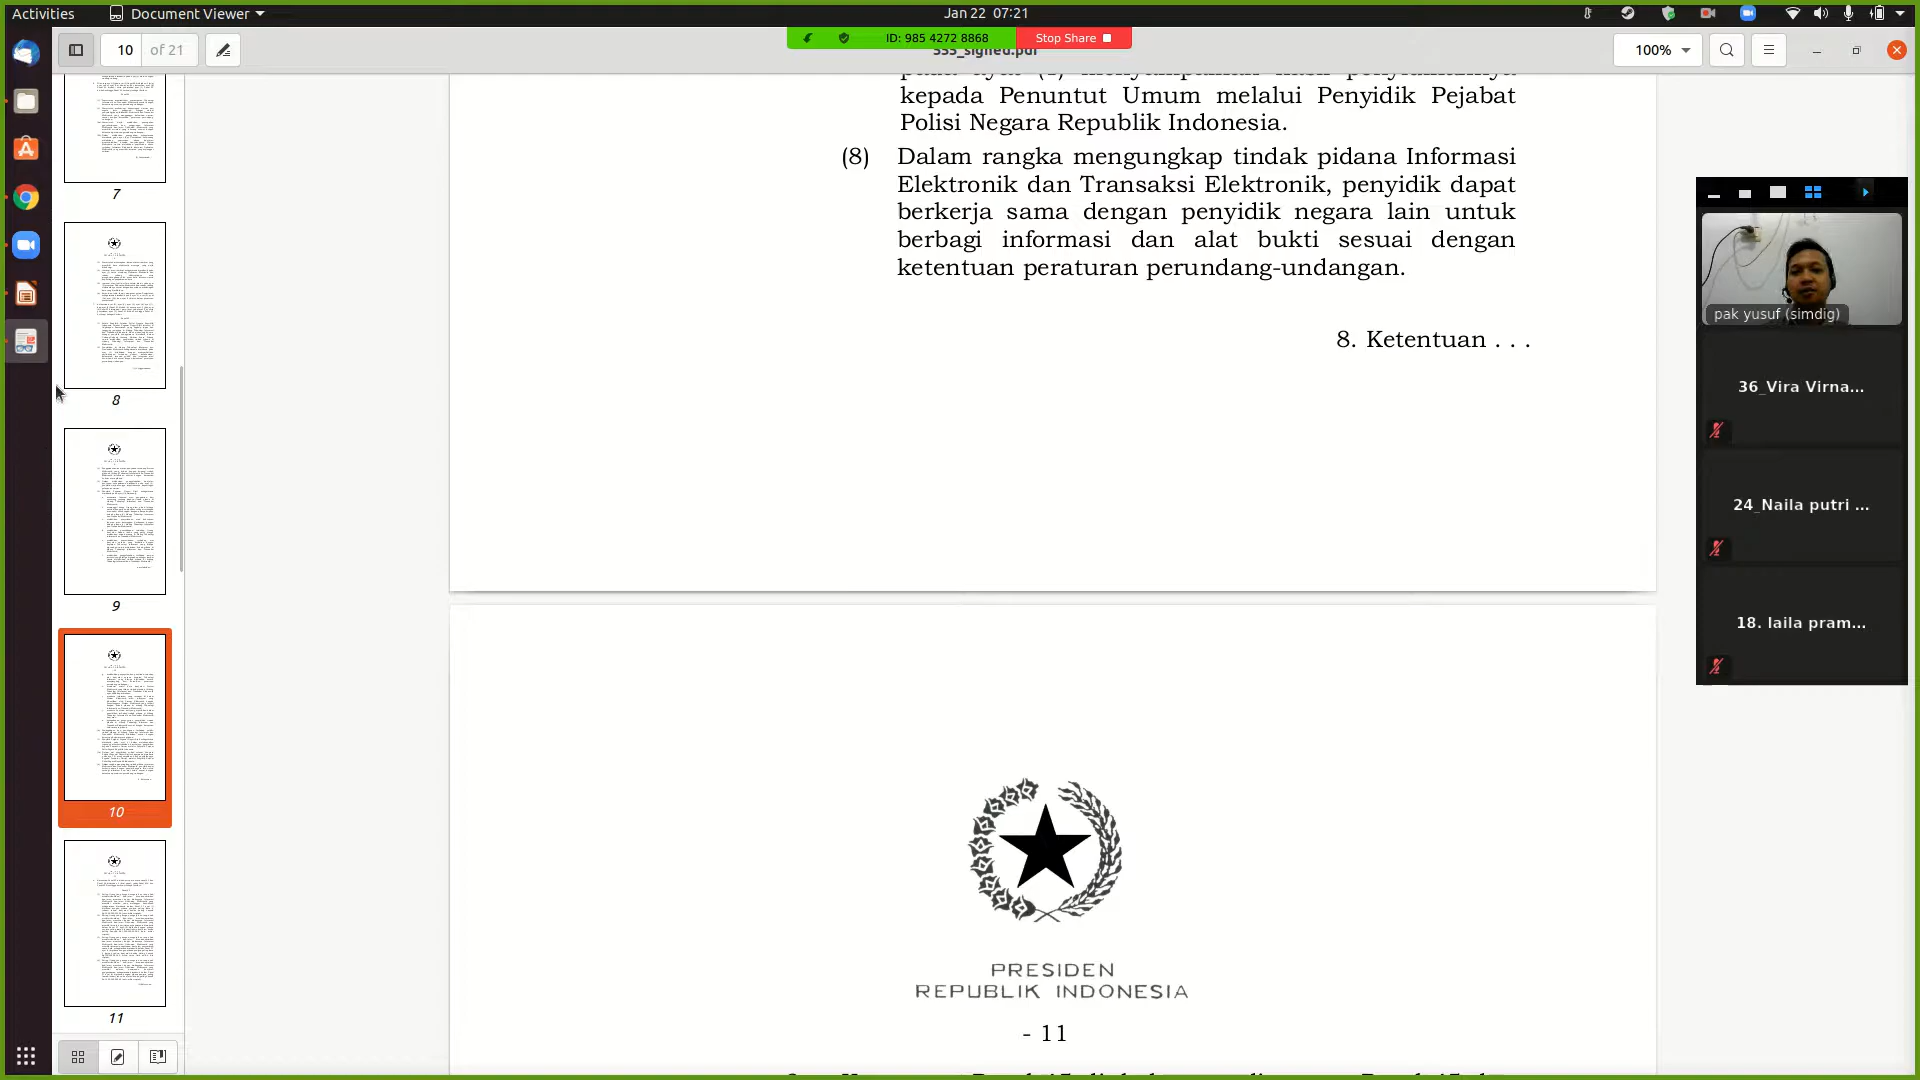 Activities
Document Viewer
Jan 22 07:21
10 of 21
ID: 985 4272 8868
Stop Share
555_signed.pdf
100%
kepada Penuntut Umum melalui Penyidik Pejabat
Polisi Negara Republik Indonesia.
(8) Dalam rangka mengungkap tindak pidana Informasi
Elektronik dan Transaksi Elektronik, penyidik dapat
berkerja sama dengan penyidik negara lain untuk
berbagi informasi dan alat bukti sesuai dengan
ketentuan peraturan perundang-undangan.
8. Ketentuan . . .
PRESIDEN
REPUBLIK INDONESIA
- 11
7
8
9
10
11
pak yusuf (simdig)
36_Vira Virna...
24_Naila putri ...
18. laila pram...